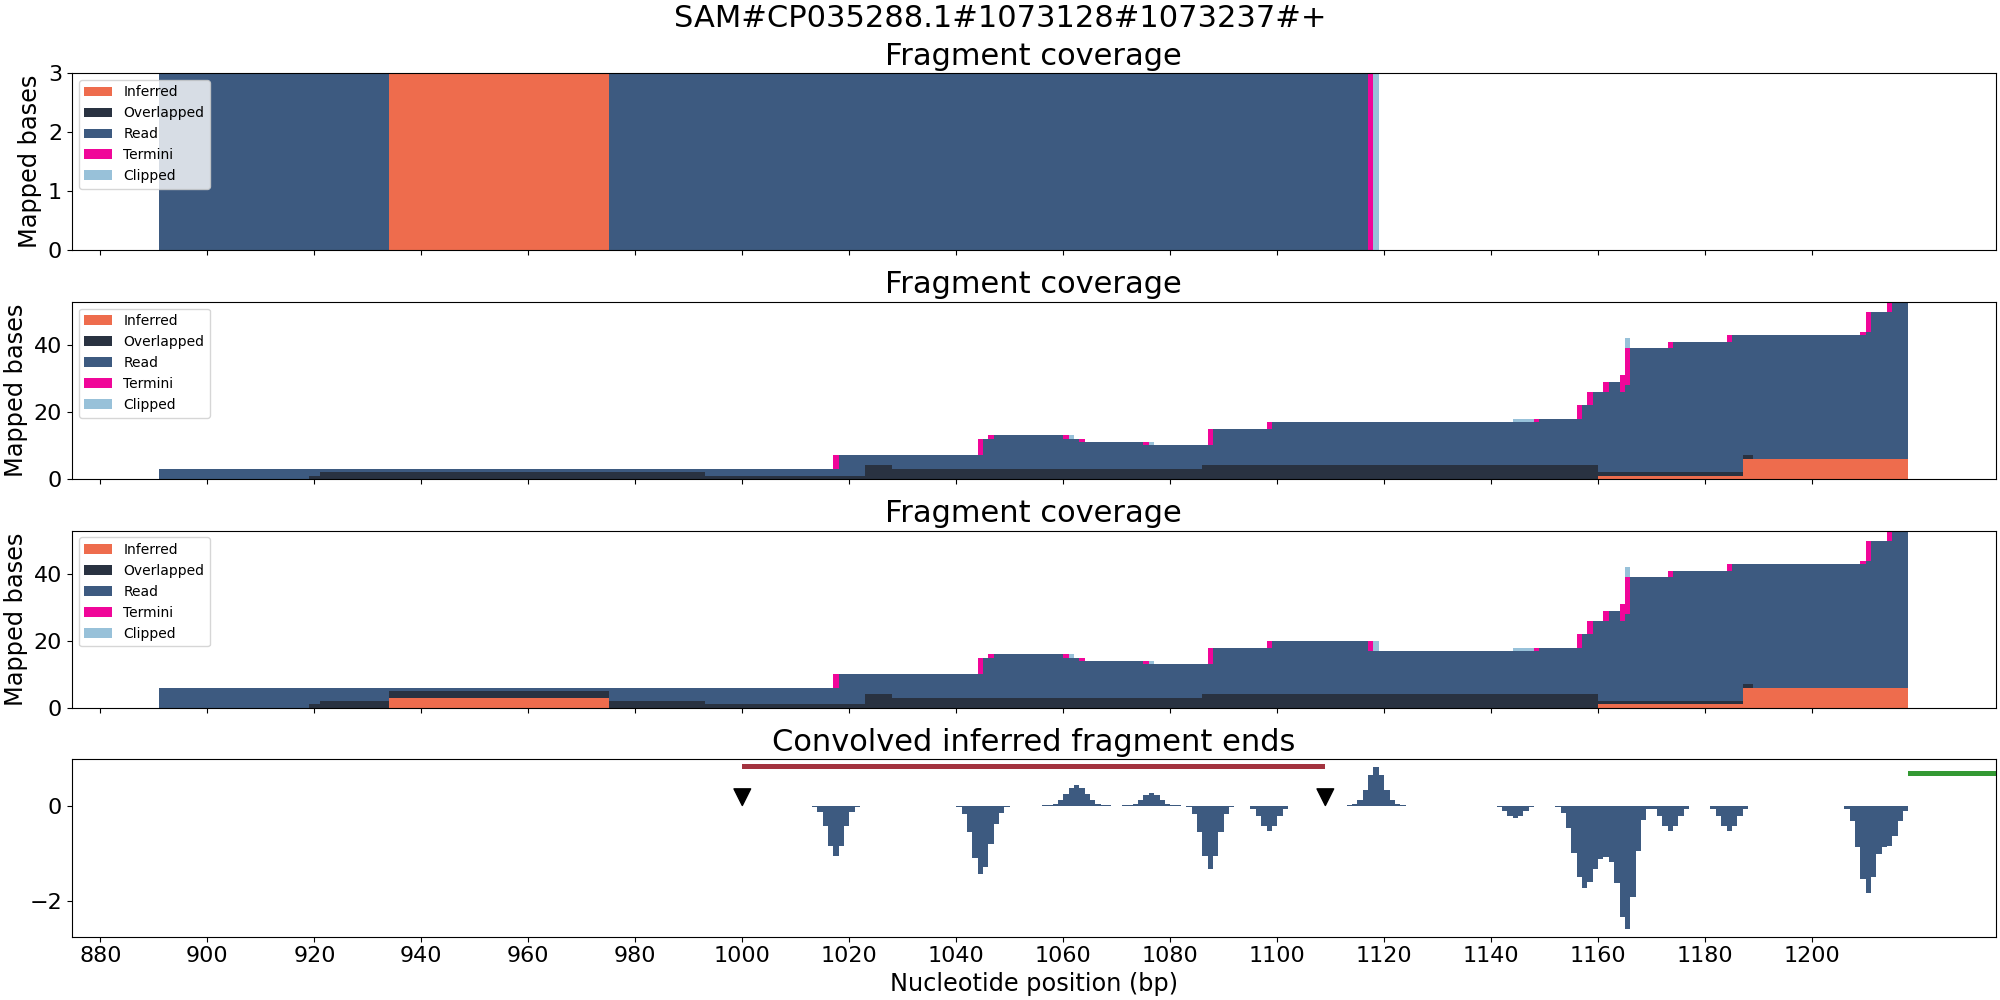 SAM#CP035288.1#1073128#1073237#+
Fragment coverage
Mapped bases
3
2
1
0
Inferred
Overlapped
Read
Termini
Clipped
Fragment coverage
Mapped bases
40
20
0
Inferred
Overlapped
Read
Termini
Clipped
Fragment coverage
Mapped bases
40
20
0
Inferred
Overlapped
Read
Termini
Clipped
Convolved inferred fragment ends
0
−2
880 900 920 940 960 980 1000 1020 1040 1060 1080 1100 1120 1140 1160 1180 1200
Nucleotide position (bp)